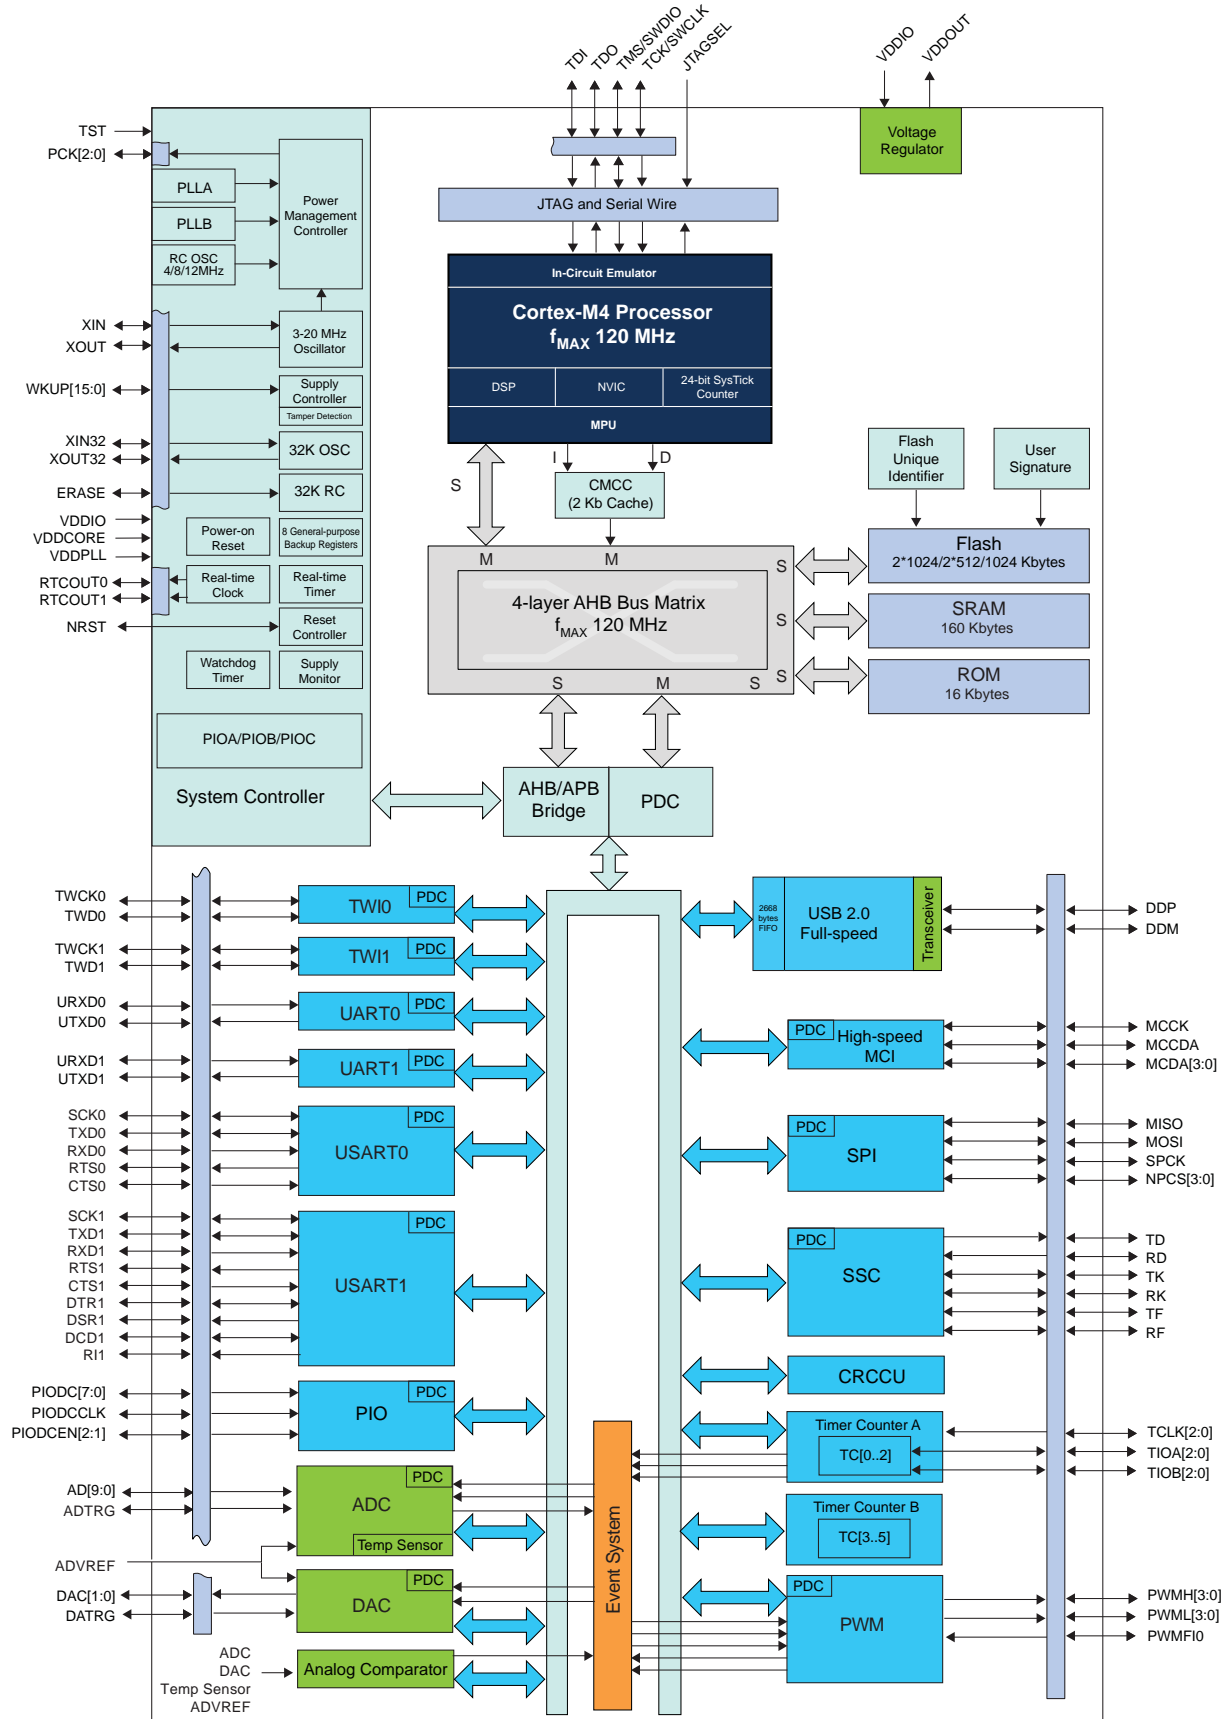 TDI
TDO
TMS/SWDIO
TCK/SWCLK
JTAGSEL
VDDIO
VDDOUT
TST
PCK[2:0]
PLLA
PLLB
RC OSC
4/8/12MHz
Power
Management
Controller
Voltage
Regulator
JTAG and Serial Wire
In-Circuit Emulator
Cortex-M4 Processor
fMAX 120 MHz
DSP
NVIC
24-bit SysTick
Counter
MPU
XIN
XOUT
3-20 MHz
Oscillator
WKUP[15:0]
Supply
Controller
Tamper Detection
XIN32
XOUT32
32K OSC
ERASE
32K RC
VDDIO
VDDCORE
VDDPLL
Power-on
Reset
8 General-purpose
Backup Registers
RTCOUT0
RTCOUT1
Real-time
Clock
Real-time
Timer
NRST
Reset
Controller
Watchdog
Timer
Supply
Monitor
PIOA/PIOB/PIOC
System Controller
S
I
D
CMCC
(2 Kb Cache)
Flash
Unique
Identifier
User
Signature
M
M
S
Flash
2*1024/2*512/1024 Kbytes
4-layer AHB Bus Matrix
fMAX 120 MHz
S
SRAM
160 Kbytes
S
M
S
S
ROM
16 Kbytes
AHB/APB
Bridge
PDC
TWCK0
TWD0
PDC
TWI0
TWCK1
TWD1
PDC
TWI1
URXD0
UTXD0
PDC
UART0
URXD1
UTXD1
PDC
UART1
SCK0
TXD0
RXD0
RTS0
CTS0
PDC
USART0
SCK1
TXD1
RXD1
RTS1
CTS1
DTR1
DSR1
DCD1
RI1
PDC
USART1
PIODC[7:0]
PIODCCLK
PIODCEN[2:1]
PDC
PIO
AD[9:0]
ADTRG
PDC
ADC
Temp Sensor
ADVREF
DAC[1:0]
DATRG
PDC
DAC
ADC
DAC
Temp Sensor
ADVREF
Analog Comparator
Event System
2668
bytes
FIFO
USB 2.0
Full-speed
Transceiver
DDP
DDM
PDC
High-speed
MCI
MCCK
MCCDA
MCDA[3:0]
PDC
SPI
MISO
MOSI
SPCK
NPCS[3:0]
PDC
SSC
TD
RD
TK
RK
TF
RF
CRCCU
Timer Counter A
TC[0..2]
TCLK[2:0]
TIOA[2:0]
TIOB[2:0]
Timer Counter B
TC[3..5]
PDC
PWM
PWMH[3:0]
PWML[3:0]
PWMFI0